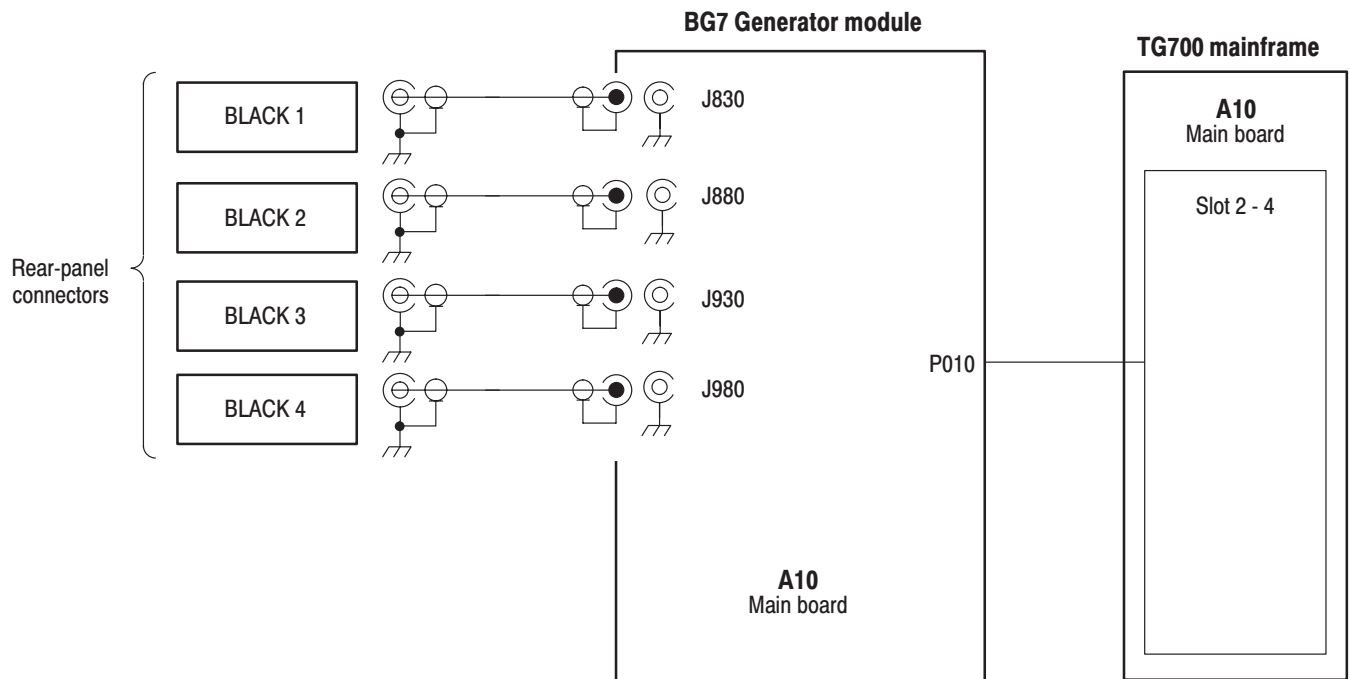 BG7 Generator module
TG700 mainframe
Rear-panel
connectors
BLACK 1
J830
BLACK 2
J880
BLACK 3
J930
BLACK 4
J980
P010
A10
Main board
A10
Main board
Slot 2 - 4